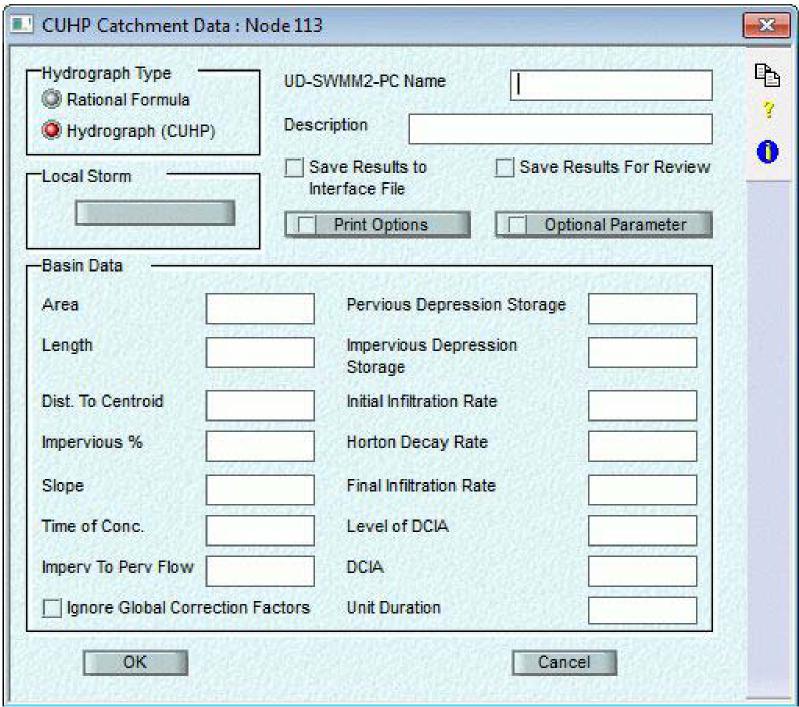 CUHP Catchment Data : Node 113
Hydrograph Type
Rational Formula
Hydrograph (CUHP)
Local Storm
UD-SWMM2-PC Name
Description
Save Results to
Interface File
Save Results For Review
Print Options
Optional Parameter
Basin Data
Area
Length
Dist. To Centroid
Impervious %
Slope
Time of Conc.
Imperv To Perv Flow
Ignore Global Correction Factors
Pervious Depression Storage
Impervious Depression
Storage
Initial Infiltration Rate
Horton Decay Rate
Final Infiltration Rate
Level of DCIA
DCIA
Unit Duration
OK
Cancel
?
i